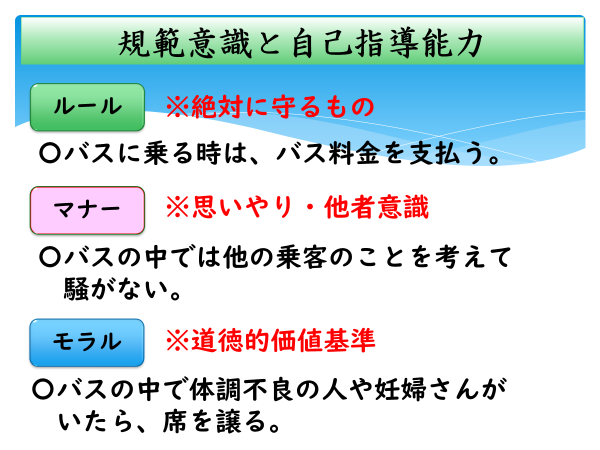 規範意識と自己指導能力
ルール ※絶対に守るもの
〇バスに乗る時は、バス料金を支払う。
マナー ※思いやり・他者意識
〇バスの中では他の乗客のことを考えて
騒がない。
モラル ※道徳的価値基準
〇バスの中で体調不良の人や妊婦さんが
いたら、席を譲る。